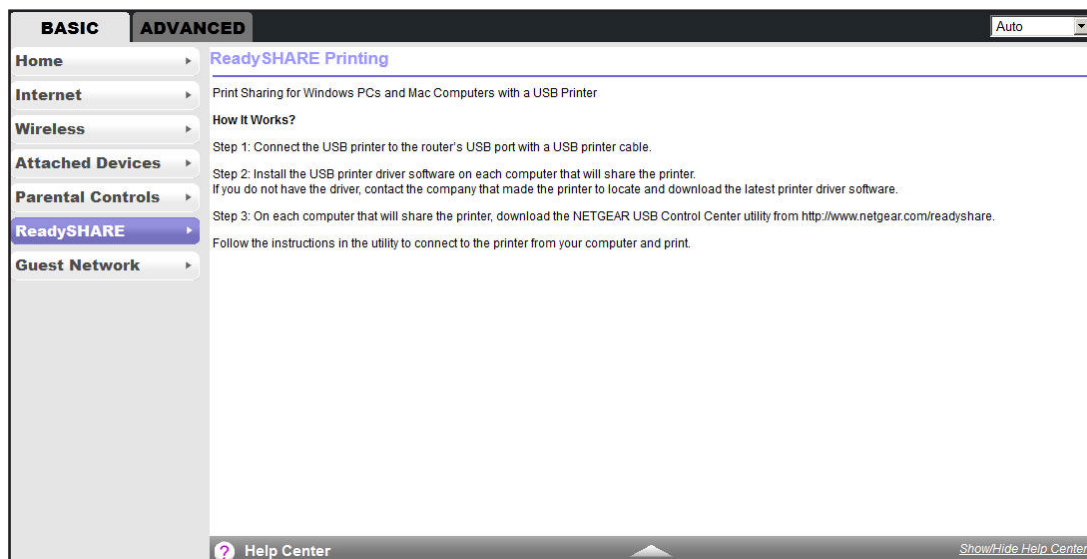 BASIC
ADVANCED
Auto
Home
Internet
Wireless
Attached Devices
Parental Controls
ReadySHARE
Guest Network
ReadySHARE Printing
Print Sharing for Windows PCs and Mac Computers with a USB Printer
How It Works?
Step 1: Connect the USB printer to the router's USB port with a USB printer cable.
Step 2: Install the USB printer driver software on each computer that will share the printer.
If you do not have the driver, contact the company that made the printer to locate and download the latest printer driver software.
Step 3: On each computer that will share the printer, download the NETGEAR USB Control Center utility from http://www.netgear.com/readyshare.
Follow the instructions in the utility to connect to the printer from your computer and print.
? Help Center
Show/Hide Help Center